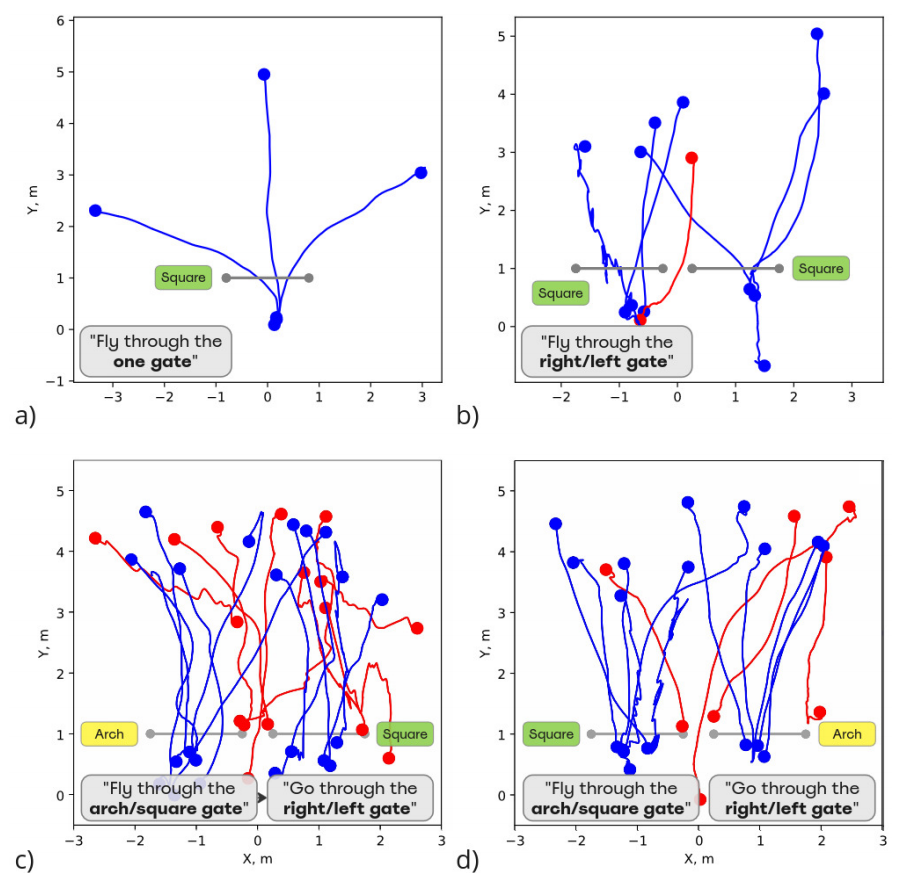 6
5
4
3
2
1
0
−1
Y, m
Square
"Fly through the
one gate"
−3 −2 −1 0 1 2 3
a)
5
4
3
2
1
0
Y, m
Square
Square
"Fly through the
right/left gate"
−2 −1 0 1 2 3
b)
5
4
3
2
1
0
Y, m
Arch
Square
"Fly through the
arch/square gate"
"Go through the
right/left gate"
−3 −2 −1 0 1 2 3
X, m
c)
5
4
3
2
1
0
Y, m
Square
Arch
"Fly through the
arch/square gate"
"Go through the
right/left gate"
−3 −2 −1 0 1 2 3
X, m
d)